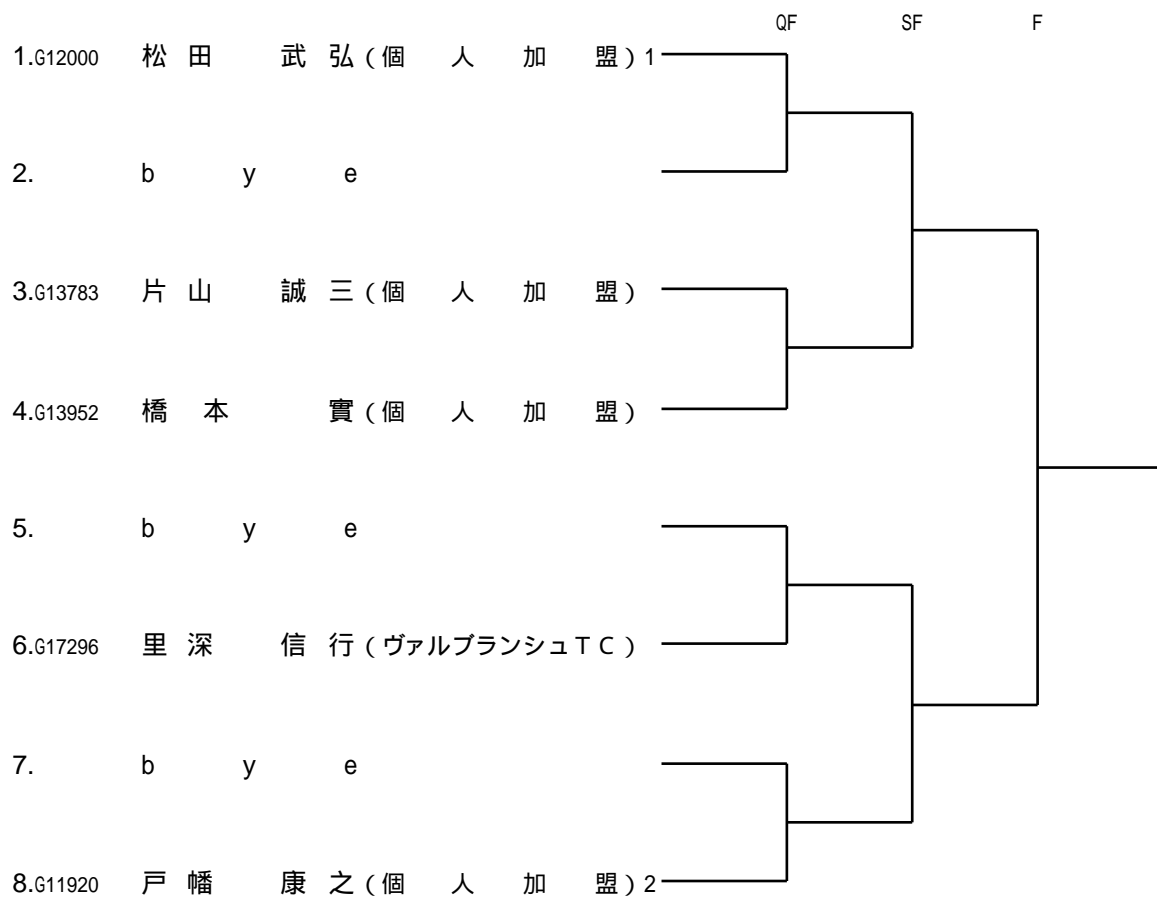 QF SF F
1.G12000 松田 武弘(個人加盟)1
2. bye
3.G13783 片山 誠三(個人加盟)
4.G13952 橋本 實(個人加盟)
5. bye
6.G17296 里深 信行(ヴァルブランシュTC)
7. bye
8.G11920 戸幡 康之(個人加盟)2